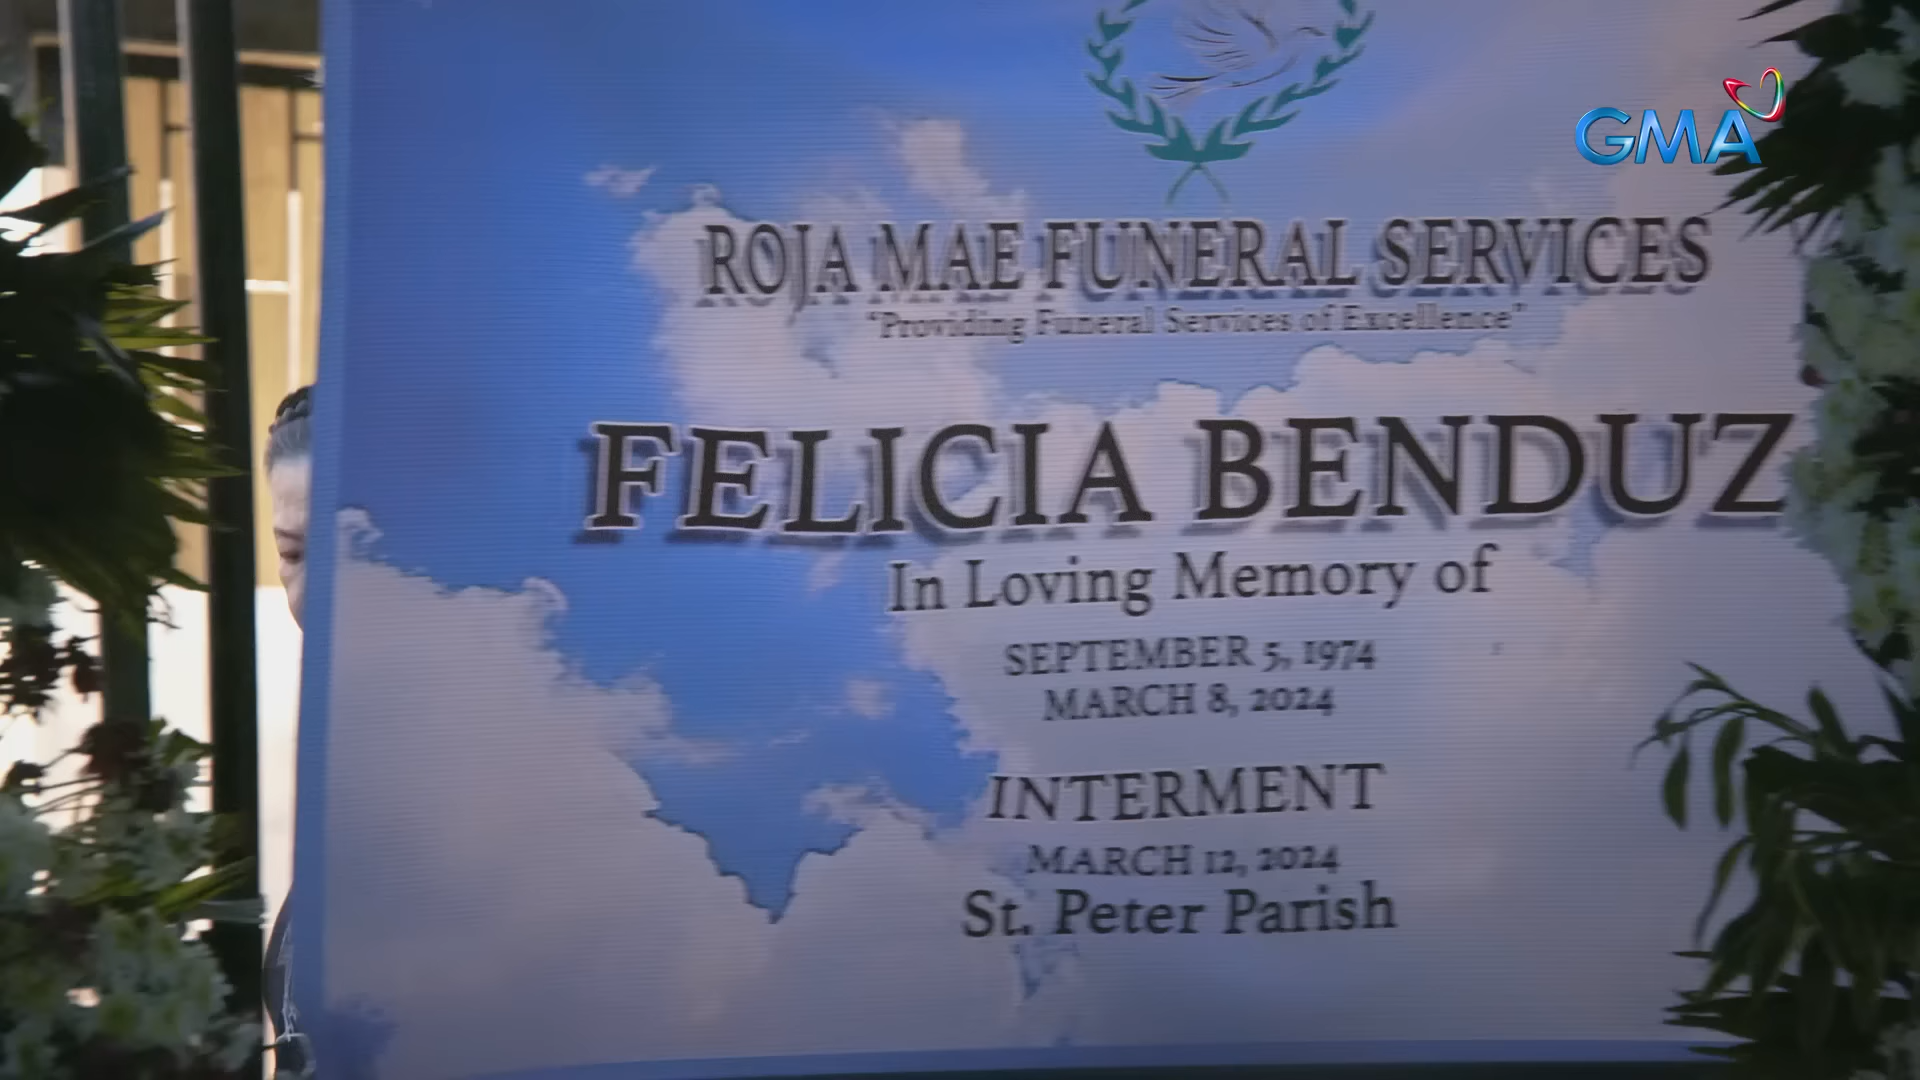 GMA
ROJA MAE FUNERAL SERVICES
"Providing Funeral Services of Excellence"
FELICIA BENDUZ
In Loving Memory of
SEPTEMBER 5, 1974
MARCH 8, 2024
INTERMENT
MARCH 12, 2024
St. Peter Parish